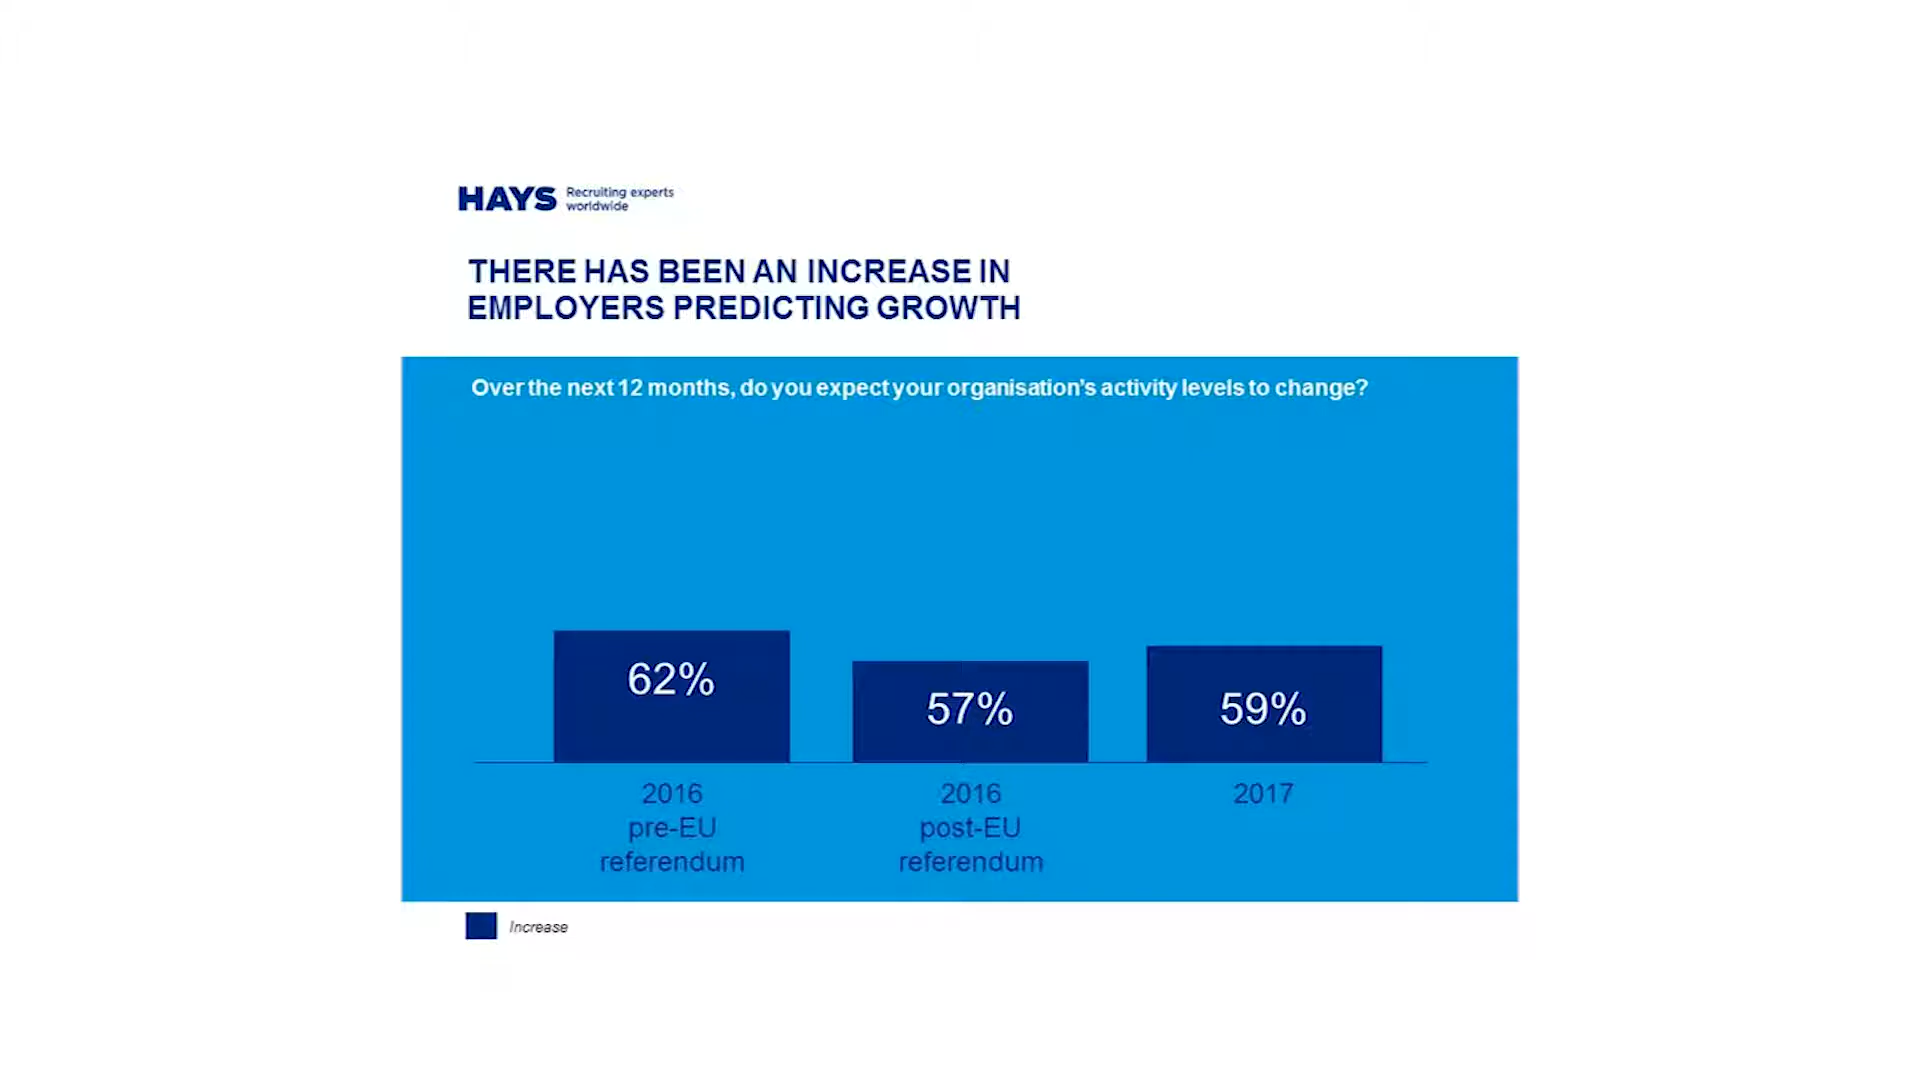 HAYS Recruiting experts
worldwide
THERE HAS BEEN AN INCREASE IN
EMPLOYERS PREDICTING GROWTH
Over the next 12 months, do you expect your organisation's activity levels to change?
62%
57%
59%
2016
pre-EU
referendum
2016
post-EU
referendum
2017
Increase